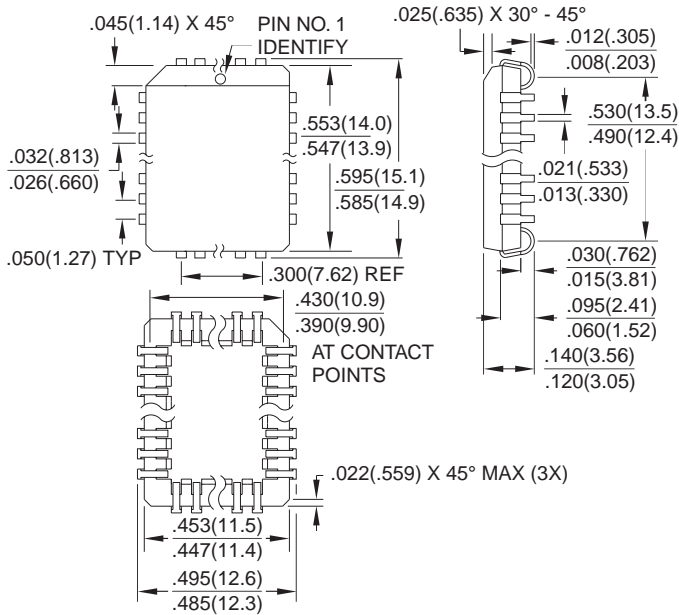 .045(1.14) X 45°
PIN NO. 1
IDENTIFY
.025(.635) X 30° - 45°
.012(.305)
.008(.203)
.553(14.0)
.547(13.9)
.530(13.5)
.490(12.4)
.032(.813)
.026(.660)
.595(15.1)
.585(14.9)
.021(.533)
.013(.330)
.050(1.27) TYP
.300(7.62) REF
.030(.762)
.015(3.81)
.430(10.9)
.390(9.90)
AT CONTACT
POINTS
.095(2.41)
.060(1.52)
.140(3.56)
.120(3.05)
.022(.559) X 45° MAX (3X)
.453(11.5)
.447(11.4)
.495(12.6)
.485(12.3)